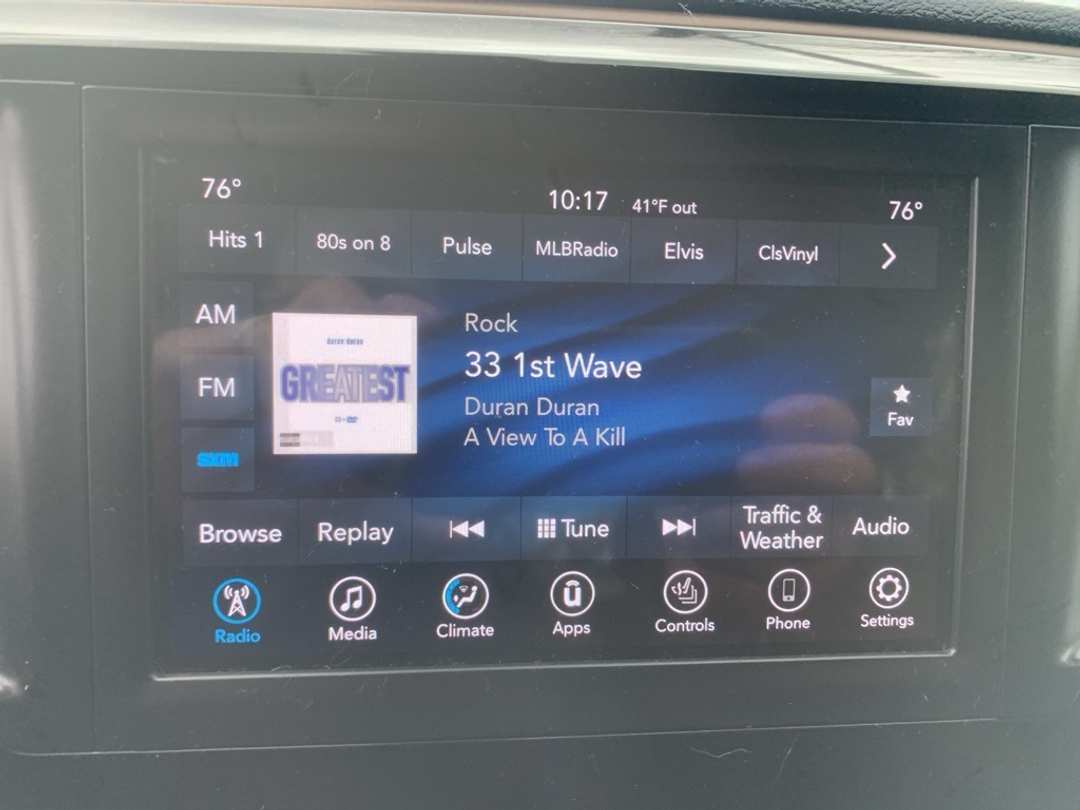 76°
10:17
41°F out
76°
Hits 1
80s on 8
Pulse
MLBRadio
Elvis
ClsVinyl
AM
FM
SXM
duran duran
GREATEST
Rock
33 1st Wave
Duran Duran
A View To A Kill
Fav
Browse
Replay
Tune
Traffic &
Weather
Audio
Radio
Media
Climate
Apps
Controls
Phone
Settings